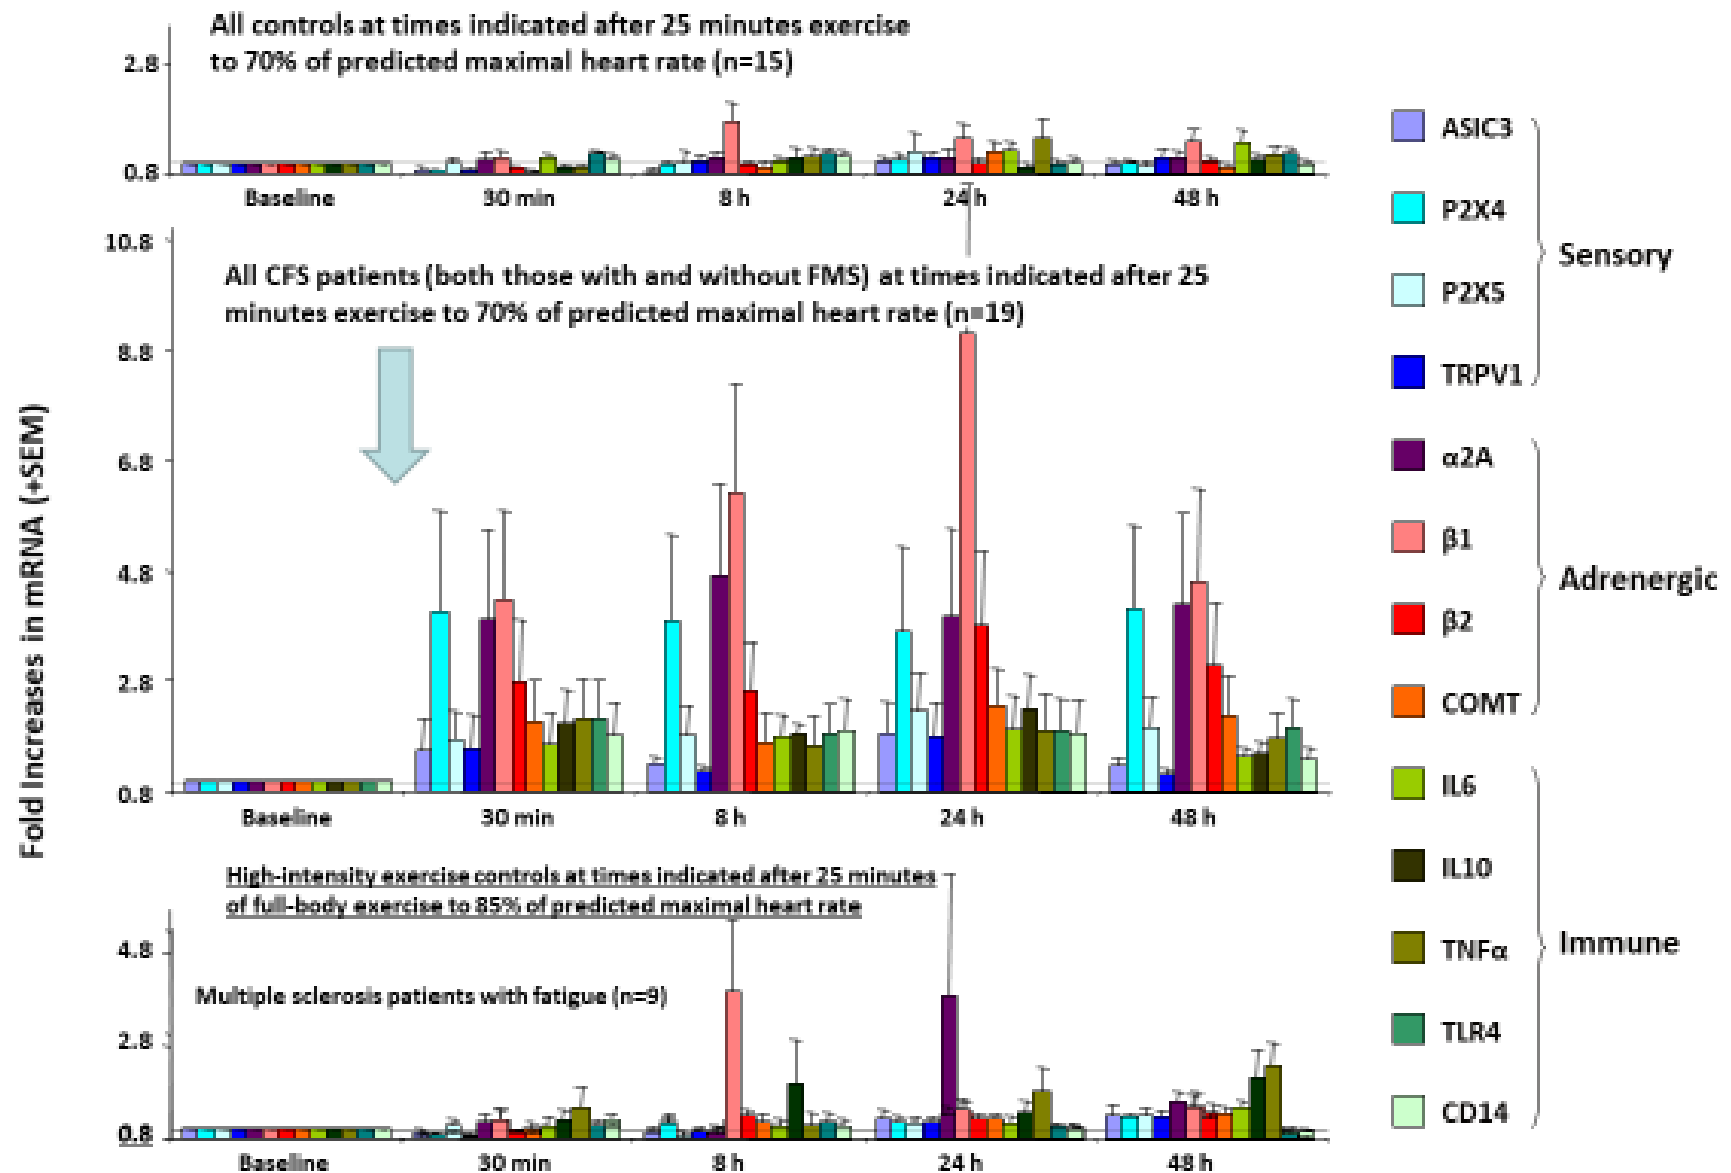 All controls at times indicated after 25 minutes exercise
to 70% of predicted maximal heart rate (n=15)
2.8
0.8
Baseline
30 min
8 h
24 h
48 h
10.8
All CFS patients (both those with and without FMS) at times indicated after 25
minutes exercise to 70% of predicted maximal heart rate (n=19)
8.8
6.8
4.8
2.8
0.8
Baseline
30 min
8 h
24 h
48 h
Fold Increases in mRNA (+SEM)
High-intensity exercise controls at times indicated after 25 minutes
of full-body exercise to 85% of predicted maximal heart rate
4.8
Multiple sclerosis patients with fatigue (n=9)
2.8
0.8
Baseline
30 min
8 h
24 h
48 h
ASIC3
P2X4
P2X5
TRPV1
Sensory
α2A
β1
β2
COMT
Adrenergic
IL6
IL10
TNFα
TLR4
CD14
Immune